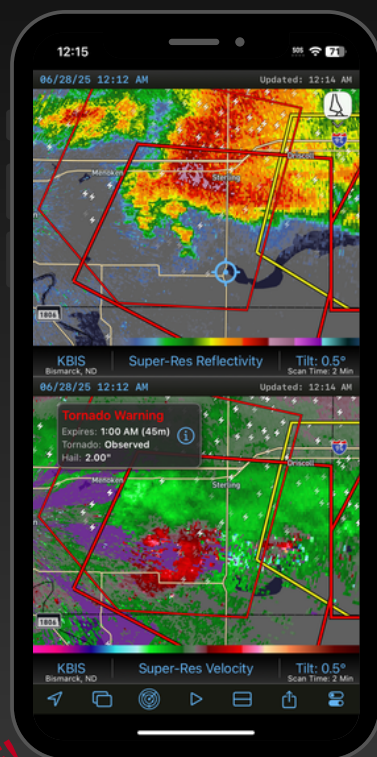 12:15
SOS 71
06/28/25 12:12 AM Updated: 12:14 AM
Menoken
Sterling
Driscoll
1806
KBIS Super-Res Reflectivity Tilt: 0.5°
Bismarck, ND Scan Time: 2 Min
06/28/25 12:12 AM Updated: 12:14 AM
Tornado Warning
Expires: 1:00 AM (45m)
Tornado: Observed
Hail: 2.00"
Menoken
Sterling
Driscoll
1806
KBIS Super-Res Velocity Tilt: 0.5°
Bismarck, ND Scan Time: 2 Min